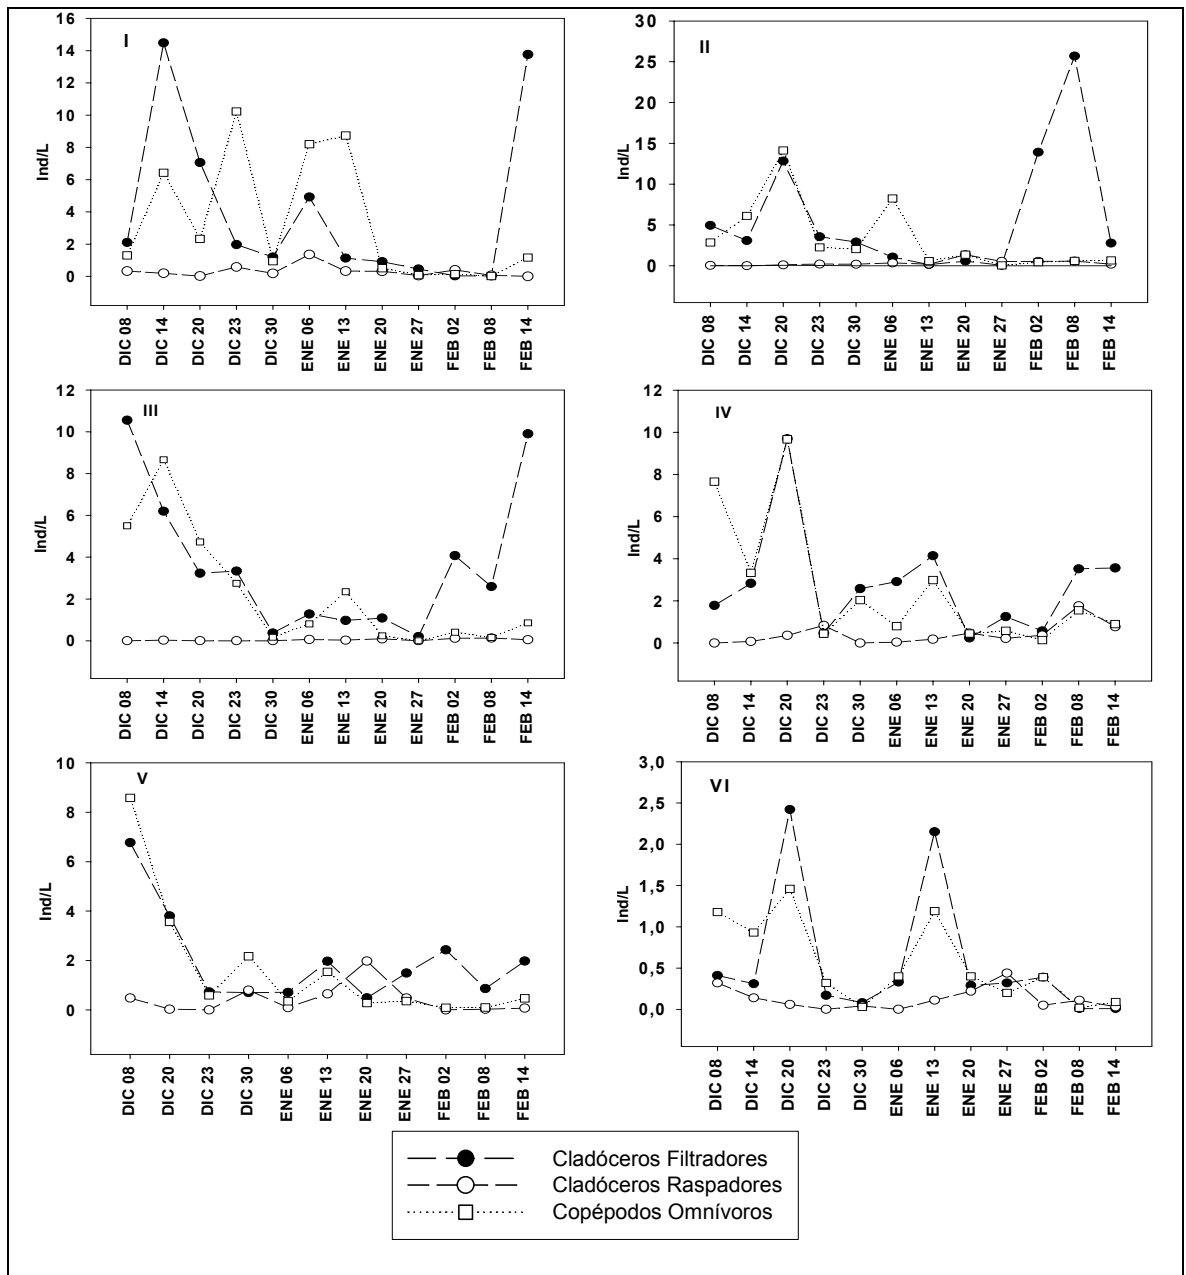 I
Ind/L
16
14
12
10
8
6
4
2
0
DIC 08
DIC 14
DIC 20
DIC 23
DIC 30
ENE 06
ENE 13
ENE 20
ENE 27
FEB 02
FEB 08
FEB 14
II
Ind/L
30
25
20
15
10
5
0
DIC 08
DIC 14
DIC 20
DIC 23
DIC 30
ENE 06
ENE 13
ENE 20
ENE 27
FEB 02
FEB 08
FEB 14
III
Ind/L
12
10
8
6
4
2
0
DIC 08
DIC 14
DIC 20
DIC 23
DIC 30
ENE 06
ENE 13
ENE 20
ENE 27
FEB 02
FEB 08
FEB 14
IV
Ind/L
12
10
8
6
4
2
0
DIC 08
DIC 14
DIC 20
DIC 23
DIC 30
ENE 06
ENE 13
ENE 20
ENE 27
FEB 02
FEB 08
FEB 14
V
Ind/L
10
8
6
4
2
0
DIC 08
DIC 20
DIC 23
DIC 30
ENE 06
ENE 13
ENE 20
ENE 27
FEB 02
FEB 08
FEB 14
VI
Ind/L
3,0
2,5
2,0
1,5
1,0
0,5
0,0
DIC 08
DIC 14
DIC 20
DIC 23
DIC 30
ENE 06
ENE 13
ENE 20
ENE 27
FEB 02
FEB 08
FEB 14
Cladóceros Filtradores
Cladóceros Raspadores
Copépodos Omnívoros